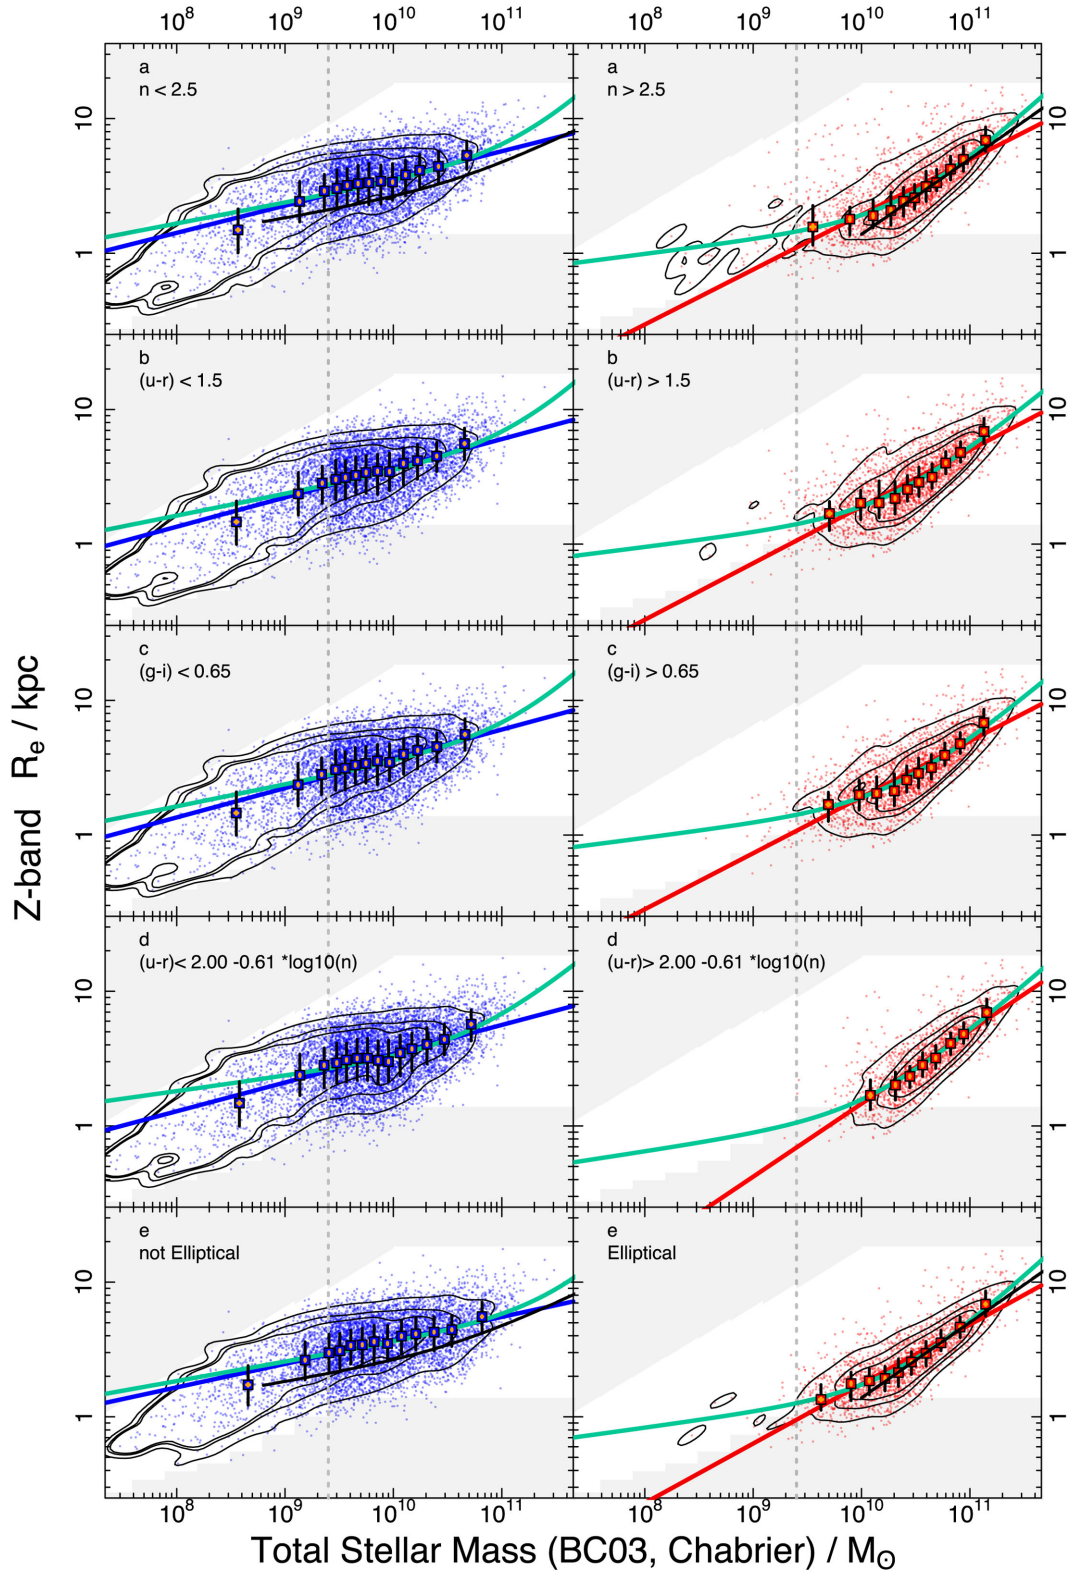 10⁸ 10⁹ 10¹⁰ 10¹¹ 10⁸ 10⁹ 10¹⁰ 10¹¹
a
n < 2.5
a
n > 2.5
10 1 10 1
b
(u-r) < 1.5
b
(u-r) > 1.5
10 1 10 1
c
(g-i) < 0.65
c
(g-i) > 0.65
10 1 10 1
Z-band Rₑ / kpc
d
(u-r)< 2.00 -0.61 *log10(n)
d
(u-r)> 2.00 -0.61 *log10(n)
10 1 10 1
e
not Elliptical
e
Elliptical
10 1 10 1
10⁸ 10⁹ 10¹⁰ 10¹¹ 10⁸ 10⁹ 10¹⁰ 10¹¹
Total Stellar Mass (BC03, Chabrier) / M⊙